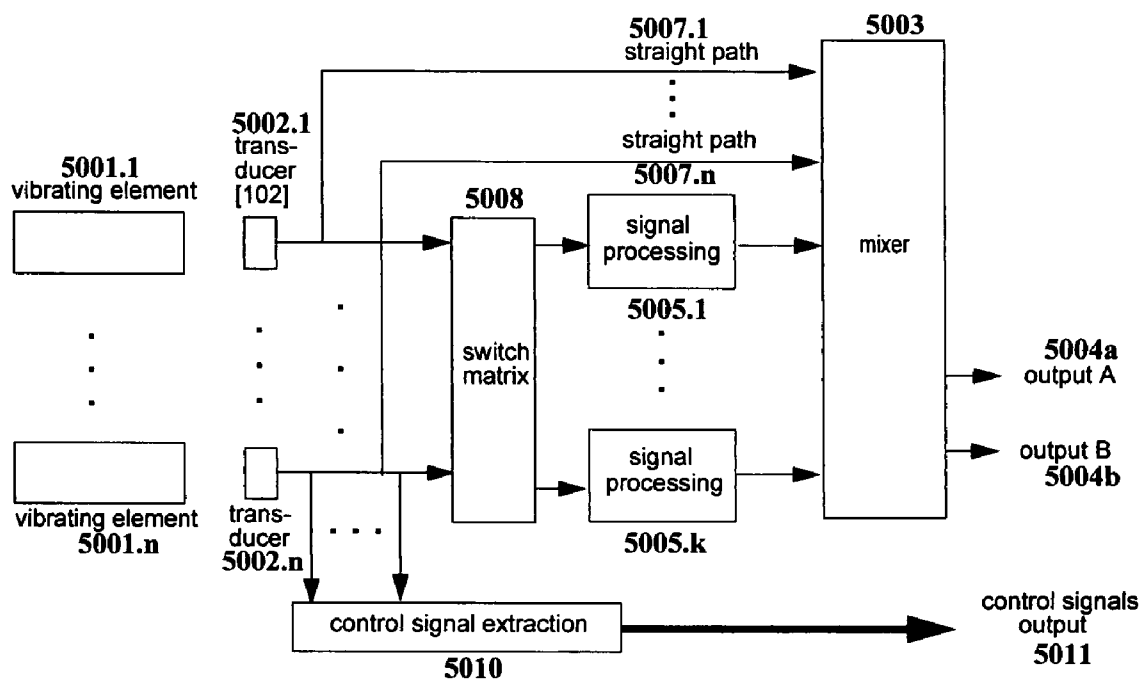 5007.1
straight path
5003
5002.1
trans-
ducer
[102]
straight path
5007.n
5001.1
vibrating element
5008
signal
processing
5005.1
mixer
switch
matrix
5004a
output A
output B
5004b
signal
processing
5005.k
vibrating element
5001.n
trans-
ducer
5002.n
control signal extraction
5010
control signals
output
5011